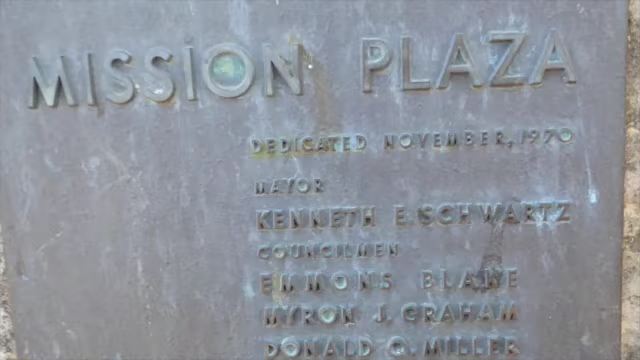 MISSION PLAZA
DEDICATED NOVEMBER, 1970
MAYOR
KENNETH E. SCHWARTZ
COUNCILMEN
EMMONS BLAKE
MYRON J. GRAHAM
DONALD Q. MILLER